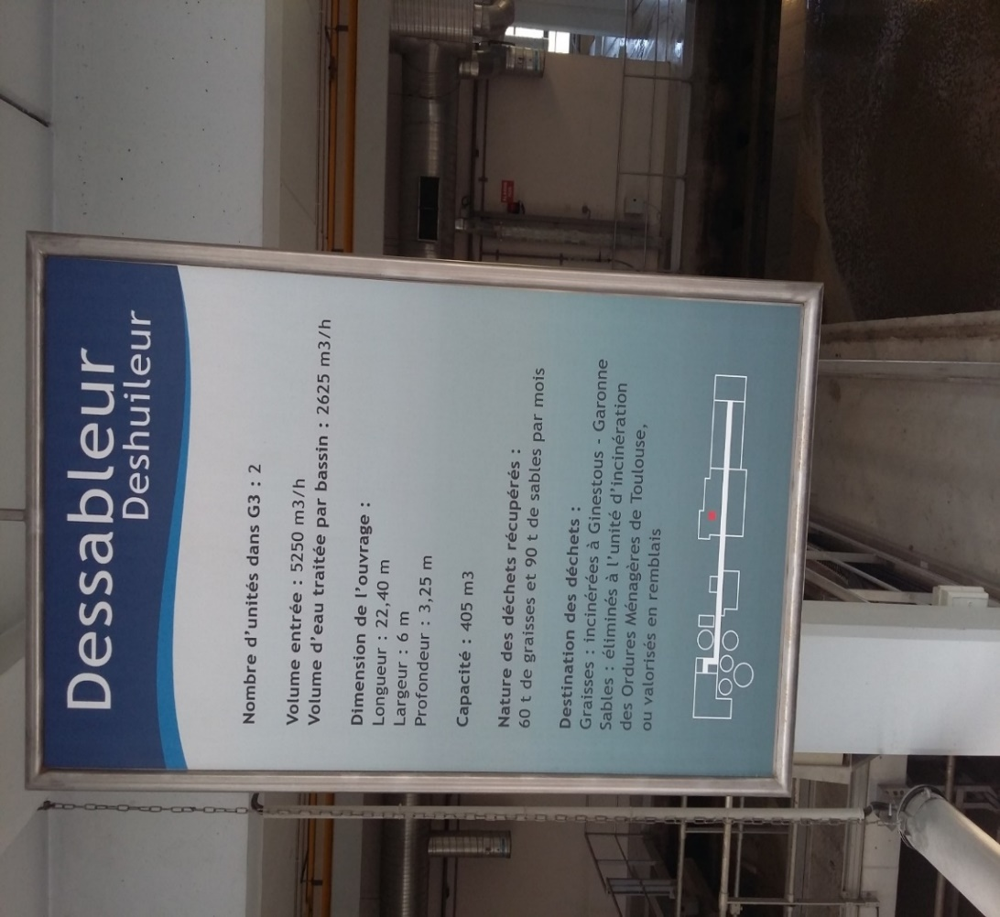 Dessableur
Deshuileur
Nombre d'unités dans G3 : 2
Volume entrée : 5250 m3/h
Volume d'eau traitée par bassin : 2625 m3/h
Dimension de l'ouvrage :
Longueur : 22,40 m
Largeur : 6 m
Profondeur : 3,25 m
Capacité : 405 m3
Nature des déchets récupérés :
60 t de graisses et 90 t de sables par mois
Destination des déchets :
Graisses : incinérées à Ginestous - Garonne
Sables : éliminés à l'unité d'incinération
des Ordures Ménagères de Toulouse,
ou valorisés en remblais